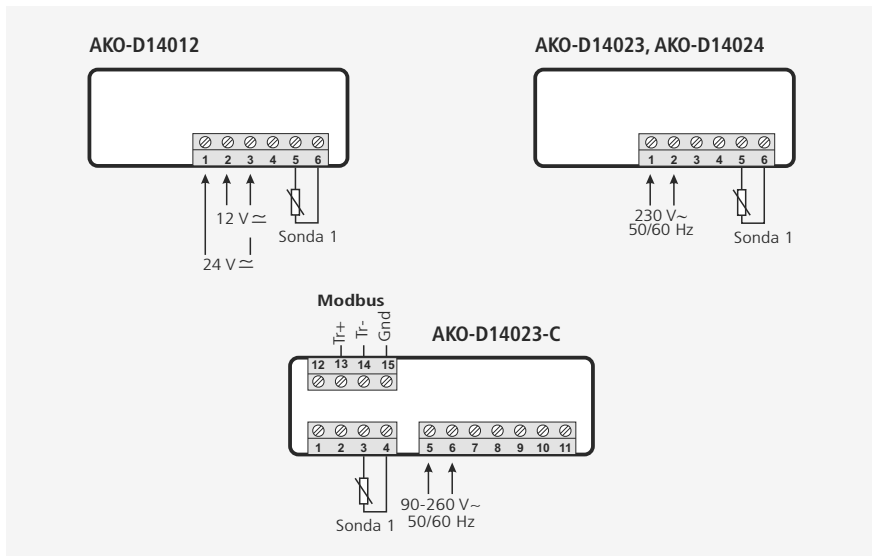 AKO-D14012
1 2 3 4 5 6
12 V ≂
Sonda 1
24 V ≂
AKO-D14023, AKO-D14024
1 2 3 4 5 6
230 V~
50/60 Hz
Sonda 1
Modbus
Tr+ Tr- Gnd
AKO-D14023-C
12 13 14 15
1 2 3 4
5 6 7 8 9 10 11
Sonda 1
90-260 V~
50/60 Hz